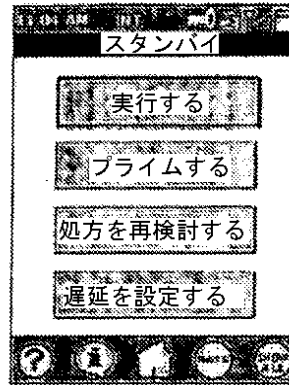 スタンバイ
実行する
プライムする
処方を再検討する
遅延を設定する
?